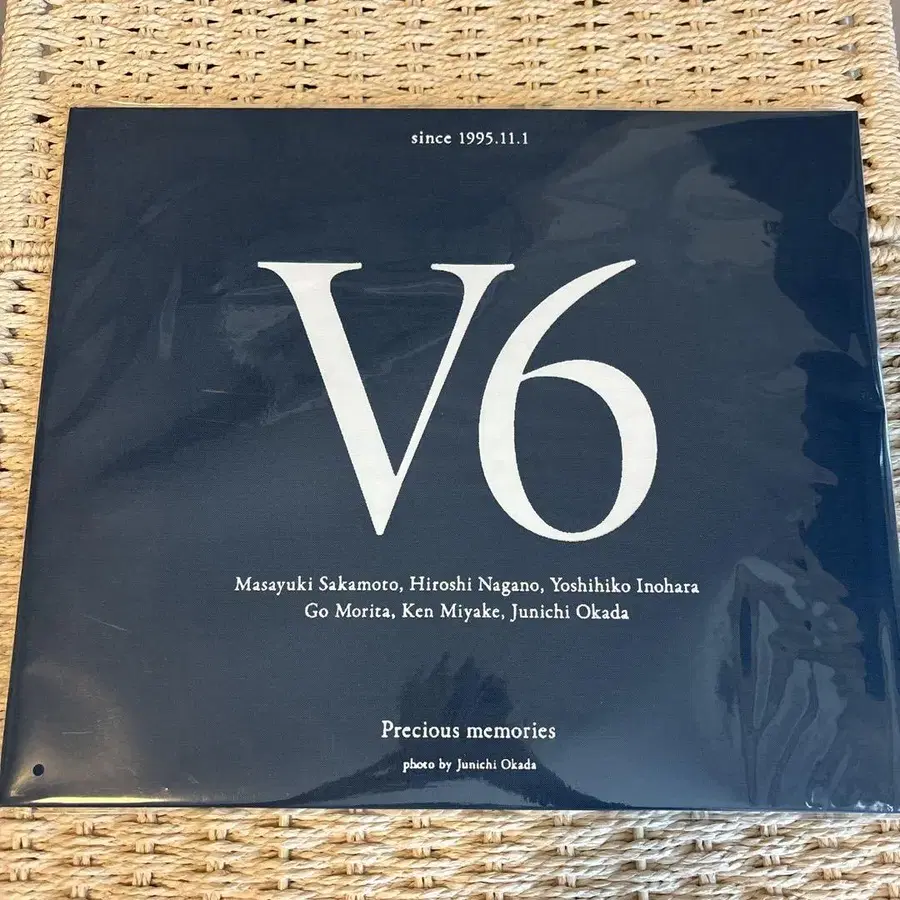 since 1995.11.1
V6
Masayuki Sakamoto, Hiroshi Nagano, Yoshihiko Inohara
Go Morita, Ken Miyake, Junichi Okada
Precious memories
photo by Junichi Okada